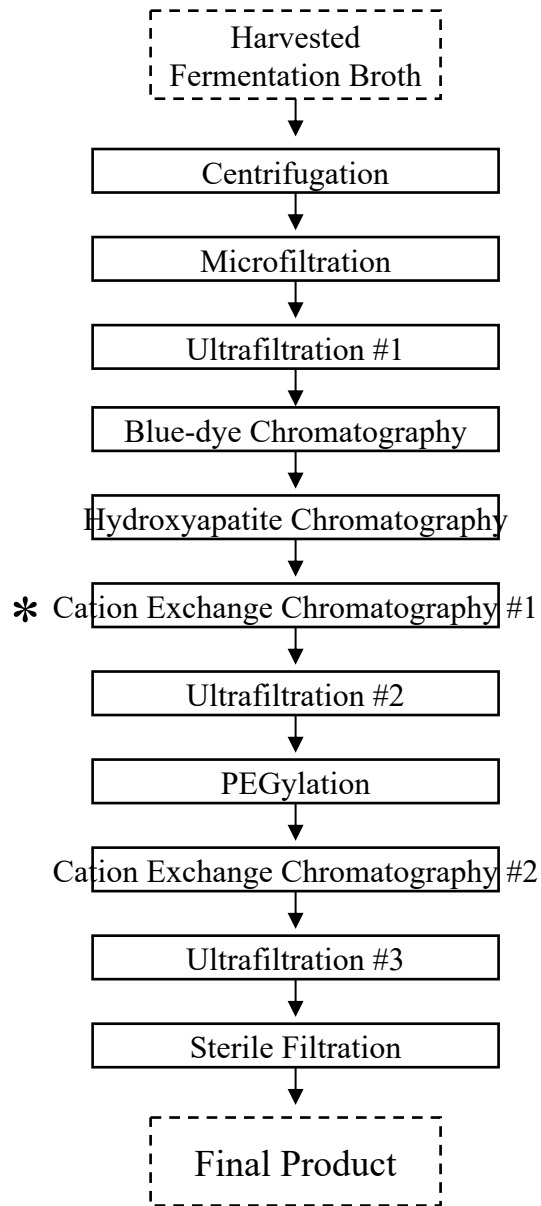 Harvested
Fermentation Broth
Centrifugation
Microfiltration
Ultrafiltration #1
Blue-dye Chromatography
Hydroxyapatite Chromatography
* Cation Exchange Chromatography #1
Ultrafiltration #2
PEGylation
Cation Exchange Chromatography #2
Ultrafiltration #3
Sterile Filtration
Final Product